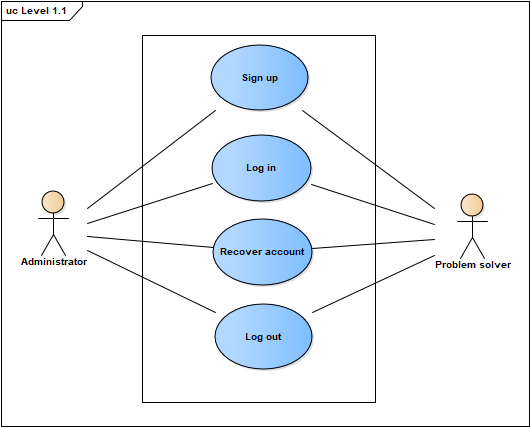 uc Level 1.1
Sign up
Log in
Recover account
Log out
Administrator
Problem solver